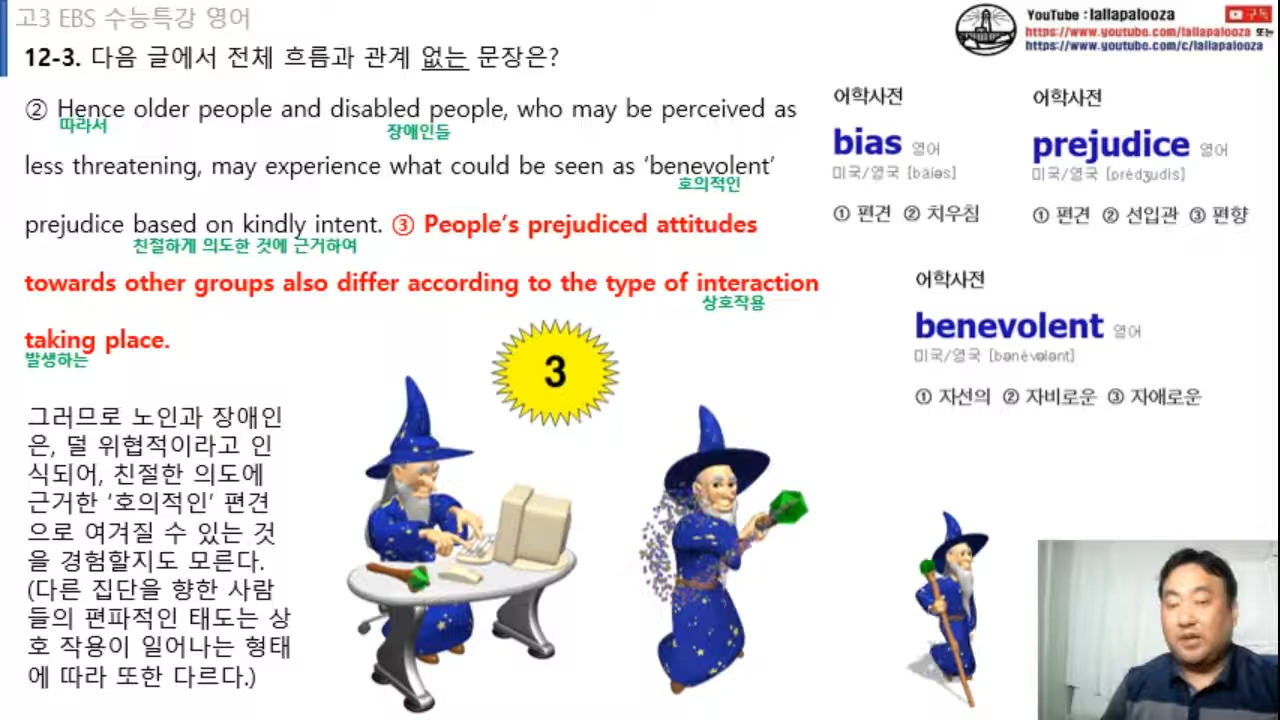 고3 EBS 수능특강 영어
YouTube : lallapalooza
구독
https://www.youtube.com/lallapalooza 또는
https://www.youtube.com/c/lallapalooza
12-3. 다음 글에서 전체 흐름과 관계 없는 문장은?
② Hence older people and disabled people, who may be perceived as
따라서 장애인들
less threatening, may experience what could be seen as ‘benevolent’
호의적인
prejudice based on kindly intent. ③ People’s prejudiced attitudes
친절하게 의도한 것에 근거하여
towards other groups also differ according to the type of interaction
상호작용
taking place.
발생하는
3
그러므로 노인과 장애인
은, 덜 위협적이라고 인
식되어, 친절한 의도에
근거한 ‘호의적인’ 편견
으로 여겨질 수 있는 것
을 경험할지도 모른다.
(다른 집단을 향한 사람
들의 편파적인 태도는 상
호 작용이 일어나는 형태
에 따라 또한 다르다.)
어학사전
bias 영어
미국/영국 [báiəs]
① 편견 ② 치우침
어학사전
prejudice 영어
미국/영국 [prédʒudis]
① 편견 ② 선입관 ③ 편향
어학사전
benevolent 영어
미국/영국 [bənévələnt]
① 자선의 ② 자비로운 ③ 자애로운